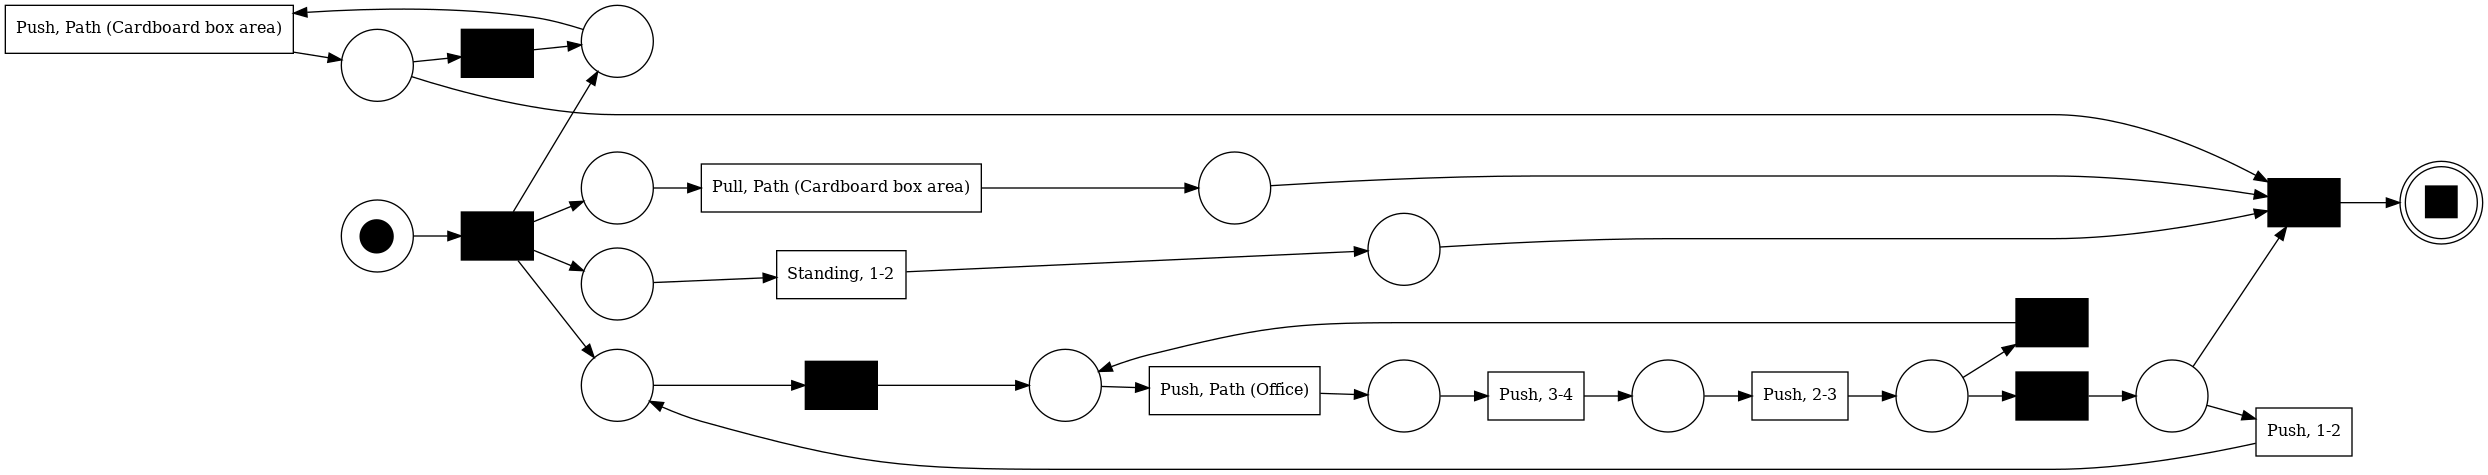 Push, Path (Cardboard box area)
Pull, Path (Cardboard box area)
Standing, 1-2
Push, Path (Office)
Push, 3-4
Push, 2-3
Push, 1-2